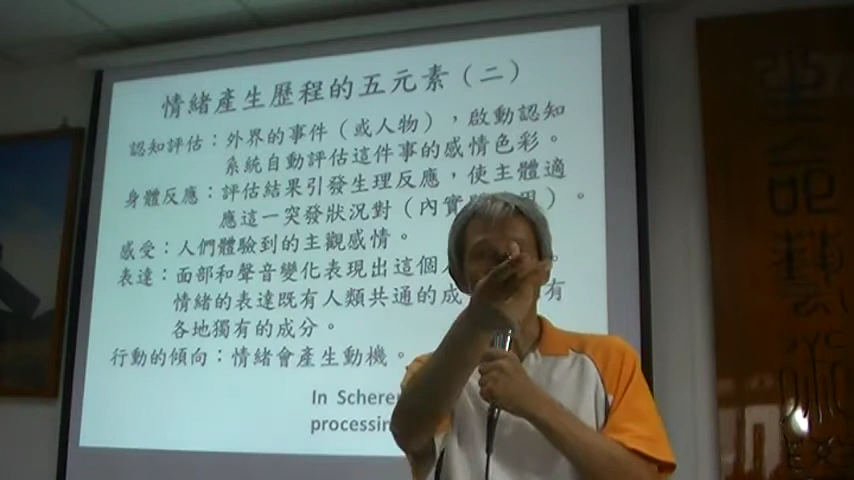 情緒產生歷程的五元素（二）
認知評估：外界的事件（或人物），啟動認知
系統自動評估這件事的感情色彩。
身體反應：評估結果引發生理反應，使主體適
應這一突發狀況對（內實
感受：人們體驗到的主觀感情。
表達：面部和聲音變化表現出這個
情緒的表達既有人類共通的成 有
各地獨有的成分。
行動的傾向：情緒會產生動機。
In Scherer
processin
生命藝術